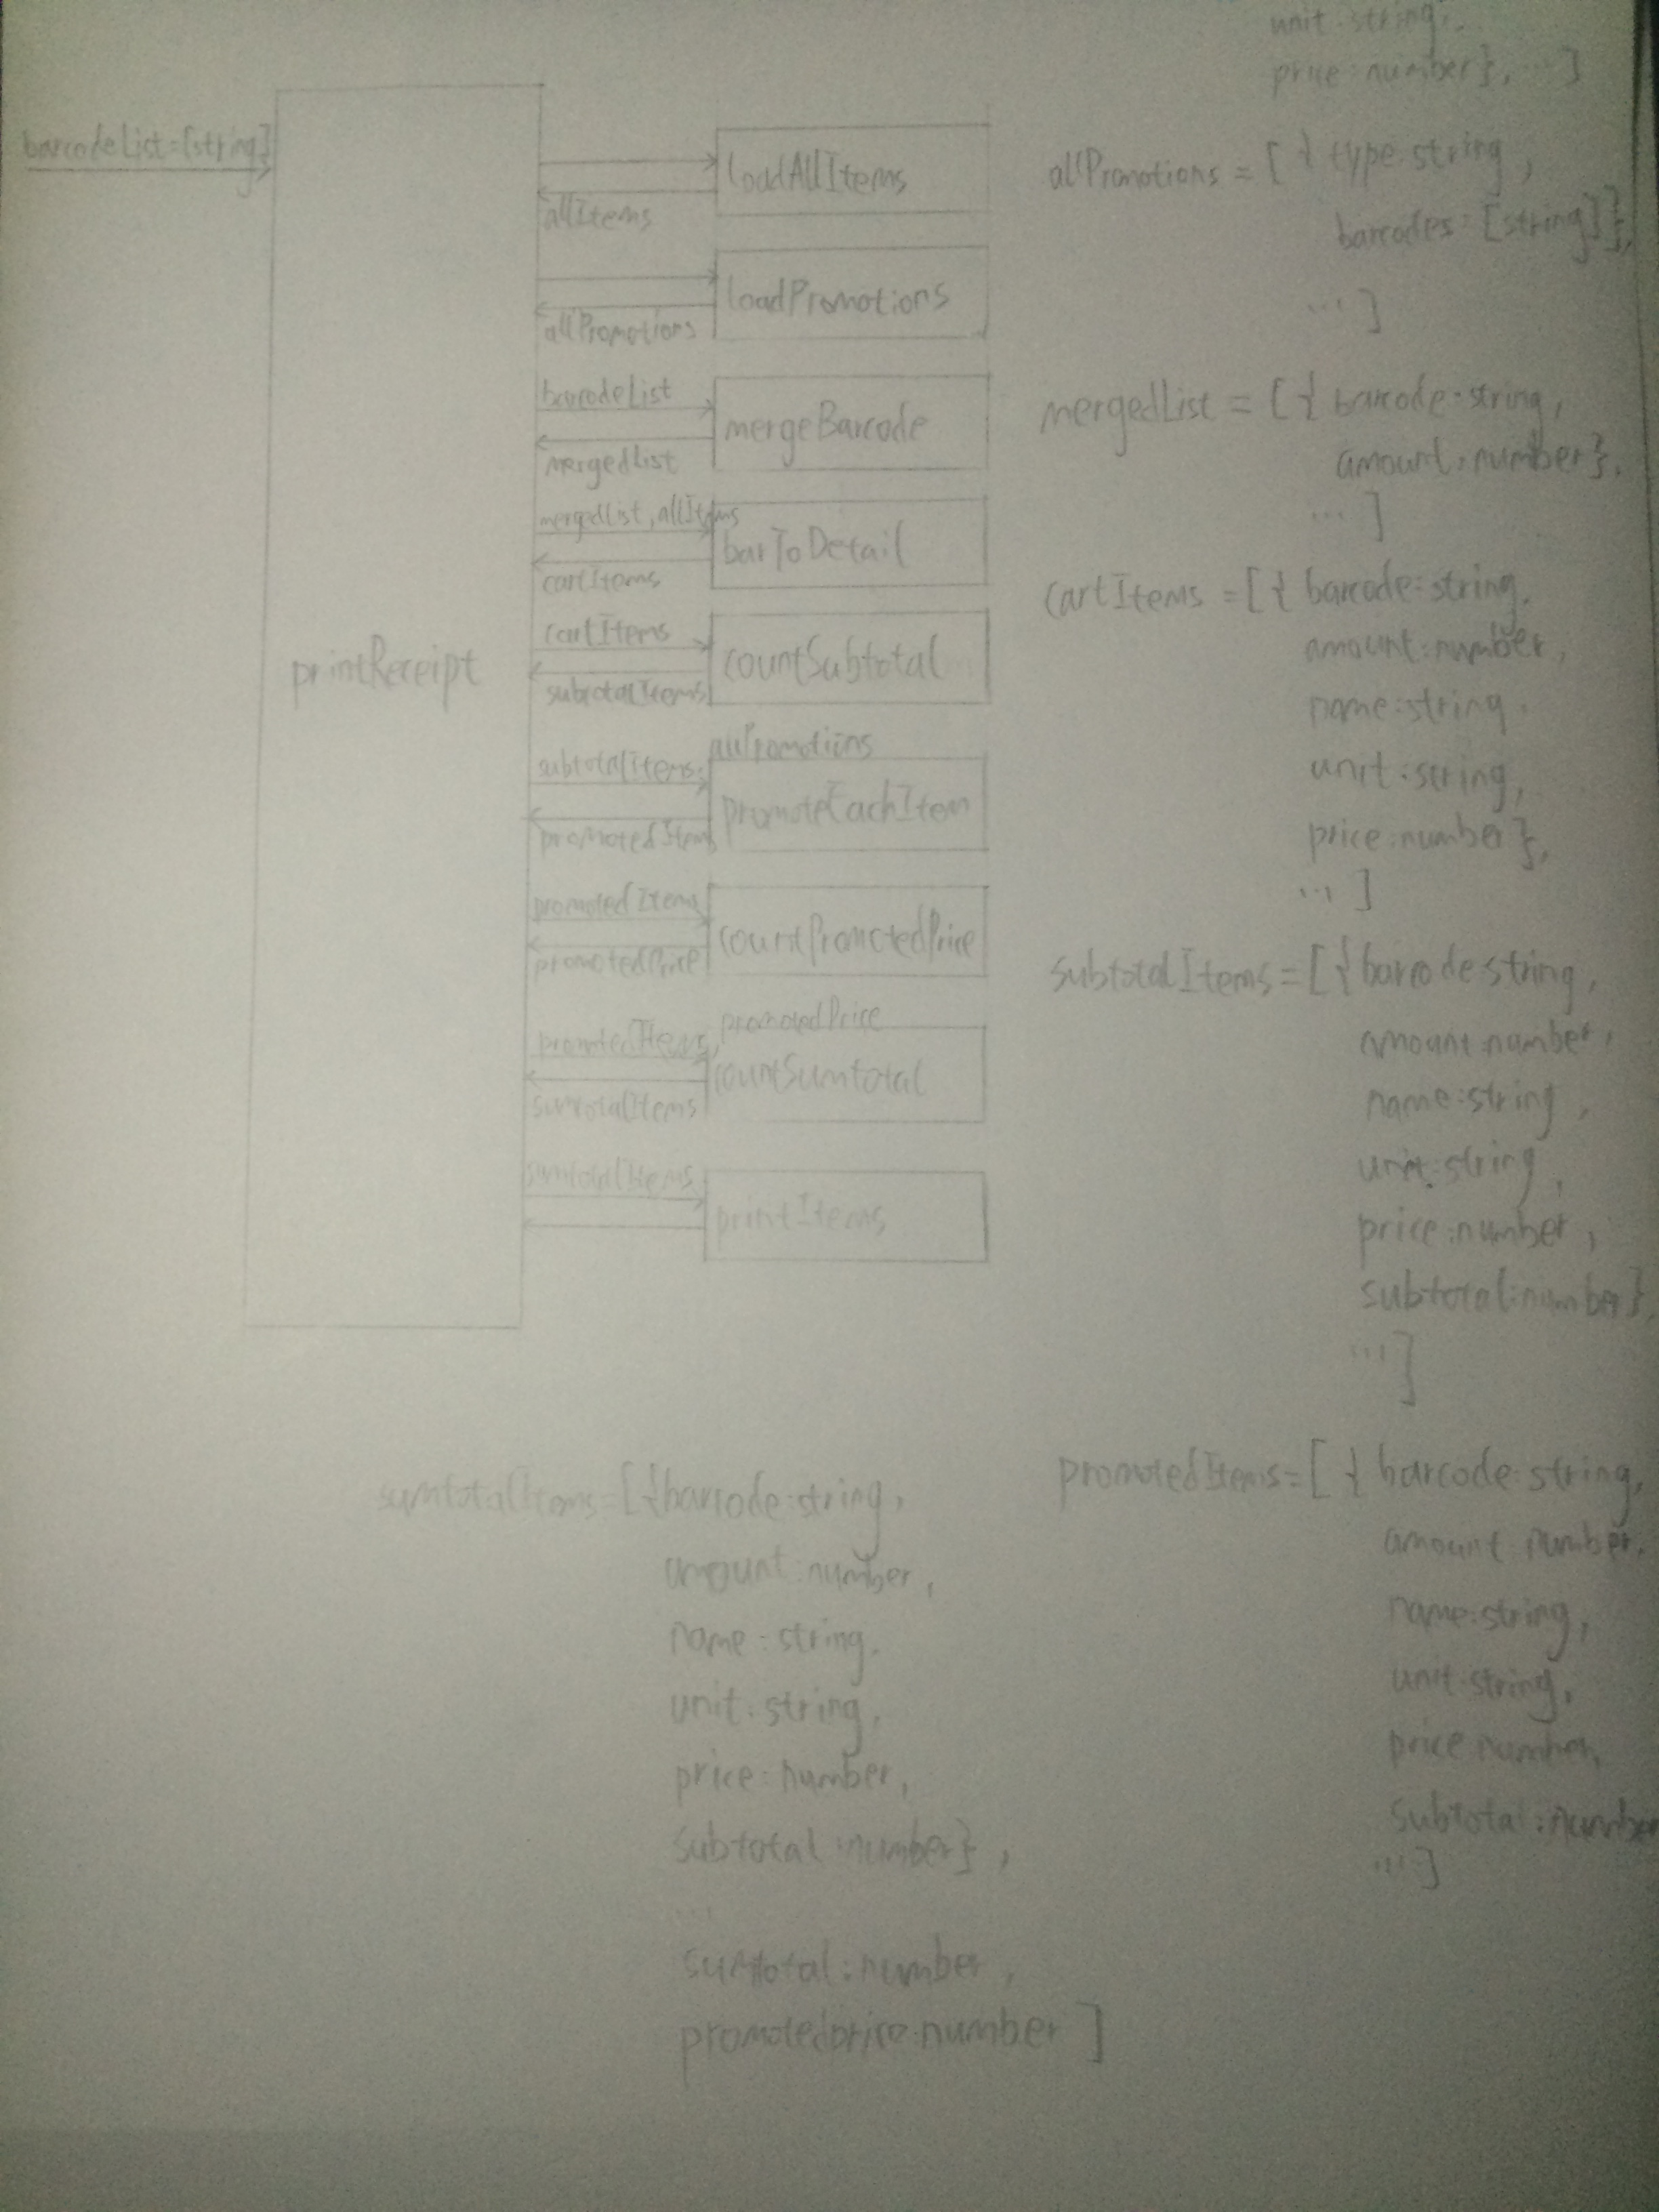 barcodeList=[string]
printReceipt
loadAllItems
allItems
loadPromotions
allPromotions
barcodeList
mergeBarcode
mergedList
mergedList, allItems
barToDetail
cartItems
cartItems
countSubtotal
subtotalItems
allPromotions
subtotalItems,
promoteEachItem
promotedItems
promotedItems
countPromotedPrice
promotedPrice
promotedPrice
promotedItems,
countSumtotal
sumtotalItems
sumtotalItems
printItems
unit:string,
price:number}, ...]
allPromotions = [{type:string,
barcodes:[string]},
...]
mergedList = [{barcode:string,
amount:number},
...]
cartItems = [{barcode:string,
amount:number,
name:string,
unit:string,
price:number},
...]
subtotalItems = [{barcode:string,
amount:number,
name:string,
unit:string,
price:number,
subtotal:number},
...]
promotedItems = [{barcode:string,
amount:number,
name:string,
unit:string,
price:number,
subtotal:number
...]
sumtotalItems = [{barcode:string,
amount:number,
name:string,
unit:string,
price:number,
subtotal:number},
...
sumtotal:number,
promotedprice:number]